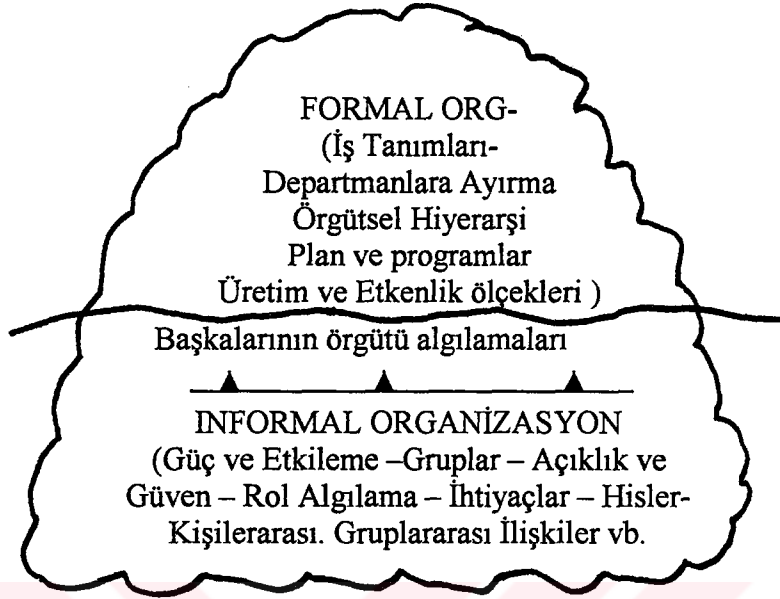 FORMAL ORG-
(İş Tanımları-
Departmanlara Ayırma
Örgütsel Hiyerarşi
Plan ve programlar
Üretim ve Etkenlik ölçekleri )
Başkalarının örgütü algılamaları
INFORMAL ORGANİZASYON
(Güç ve Etkileme –Gruplar – Açıklık ve
Güven – Rol Algılama – İhtiyaçlar – Hisler-
Kişilerarası. Gruplararası İlişkiler vb.